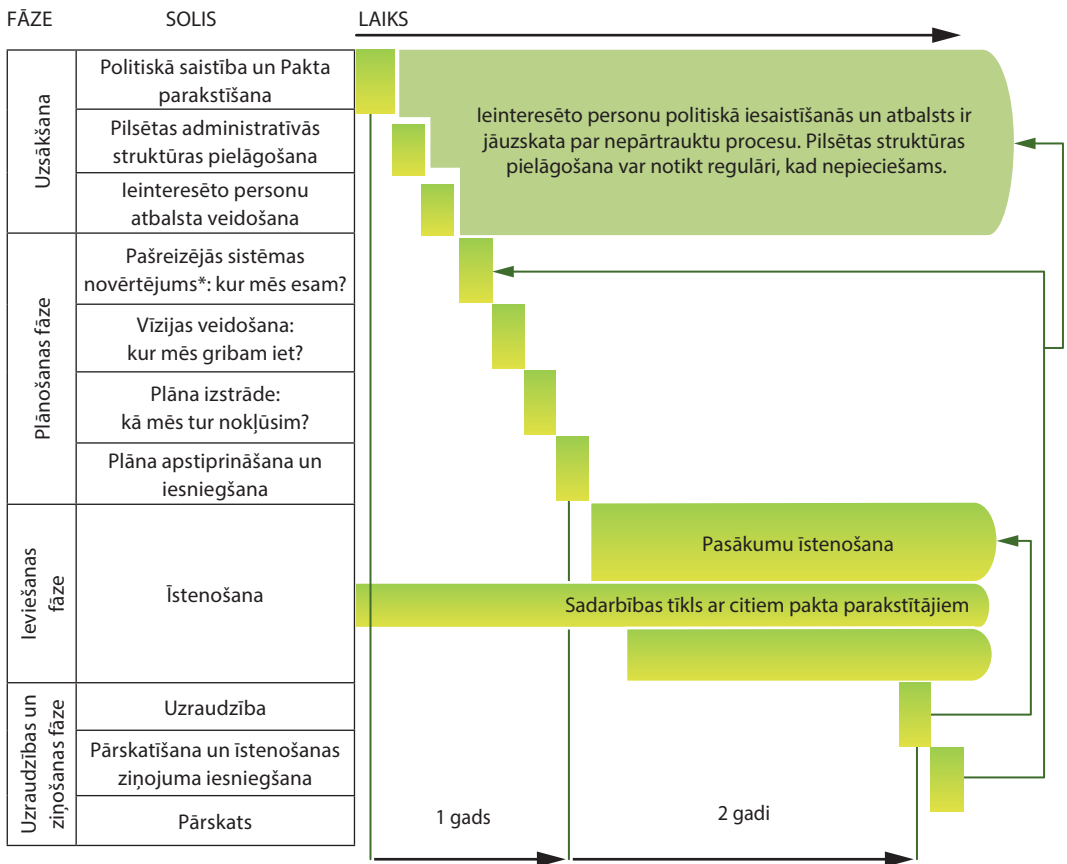 FĀZE SOLIS LAIKS
Uzsākšana
Politiskā saistība un Pakta
parakstīšana
Pilsētas administratīvās
struktūras pielāgošana
Ieinteresēto personu
atbalsta veidošana
Ieinteresēto personu politiskā iesaistīšanās un atbalsts ir
jāuzskata par nepārtrauktu procesu. Pilsētas struktūras
pielāgošana var notikt regulāri, kad nepieciešams.
Plānošanas fāze
Pašreizējās sistēmas
novērtējums*: kur mēs esam?
Vīzijas veidošana:
kur mēs gribam iet?
Plāna izstrāde:
kā mēs tur nokļūsim?
Plāna apstiprināšana un
iesniegšana
Ieviešanas
fāze
Īstenošana
Pasākumu īstenošana
Sadarbības tīkls ar citiem pakta parakstītājiem
Uzraudzības un
ziņošanas fāze
Uzraudzība
Pārskatīšana un īstenošanas
ziņojuma iesniegšana
Pārskats
1 gads
2 gadi